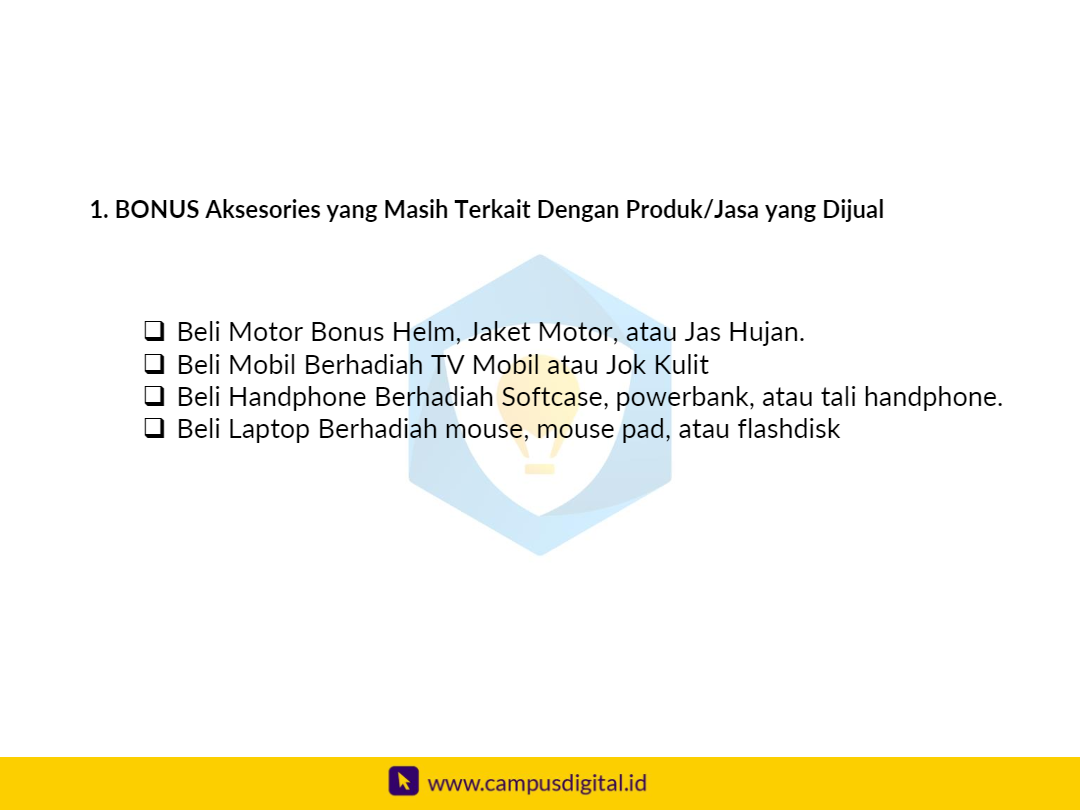 1. BONUS Aksesories yang Masih Terkait Dengan Produk/Jasa yang Dijual
❑ Beli Motor Bonus Helm, Jaket Motor, atau Jas Hujan.
❑ Beli Mobil Berhadiah TV Mobil atau Jok Kulit
❑ Beli Handphone Berhadiah Softcase, powerbank, atau tali handphone.
❑ Beli Laptop Berhadiah mouse, mouse pad, atau flashdisk
www.campusdigital.id